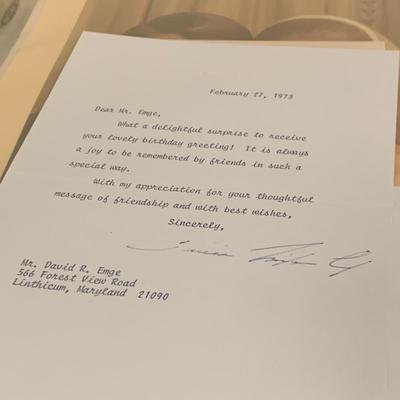 February 27, 1973
Dear Mr. Emge,
What a delightful surprise to receive
your lovely birthday greeting! It is always
a joy to be remembered by friends in such a
special way.
With my appreciation for your thoughtful
message of friendship and with best wishes,
Sincerely,
Mr. David R. Emge
566 Forest View Road
Linthicum, Maryland 21090